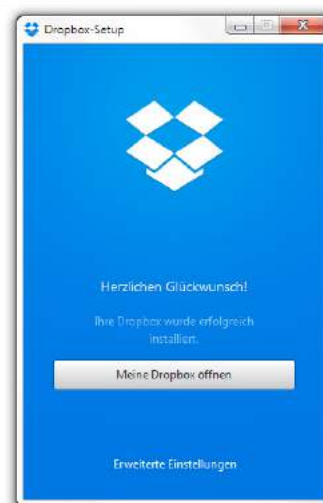 Dropbox-Setup
Herzlichen Glückwunsch!
Ihre Dropbox wurde erfolgreich
installiert.
Meine Dropbox öffnen
Erweiterte Einstellungen